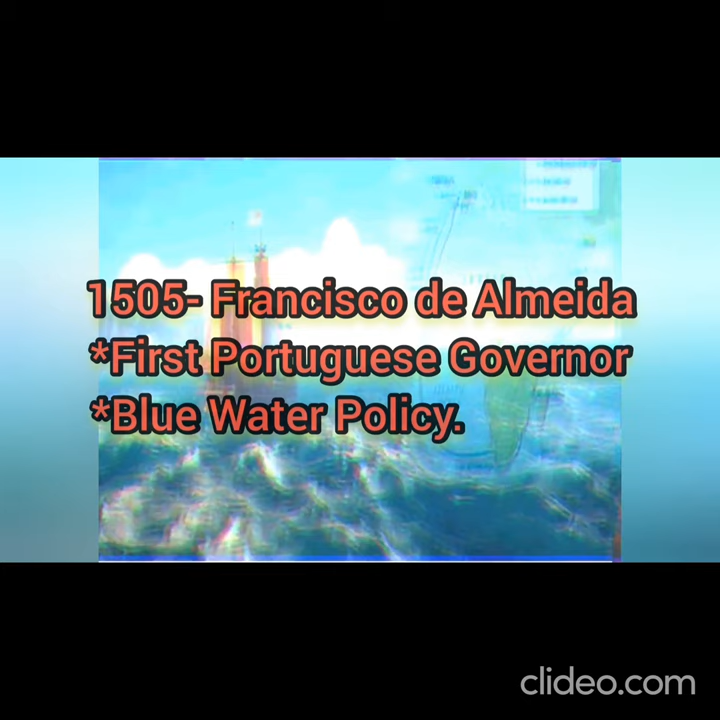 1505- Francisco de Almeida
*First Portuguese Governor
*Blue Water Policy.
clideo.com